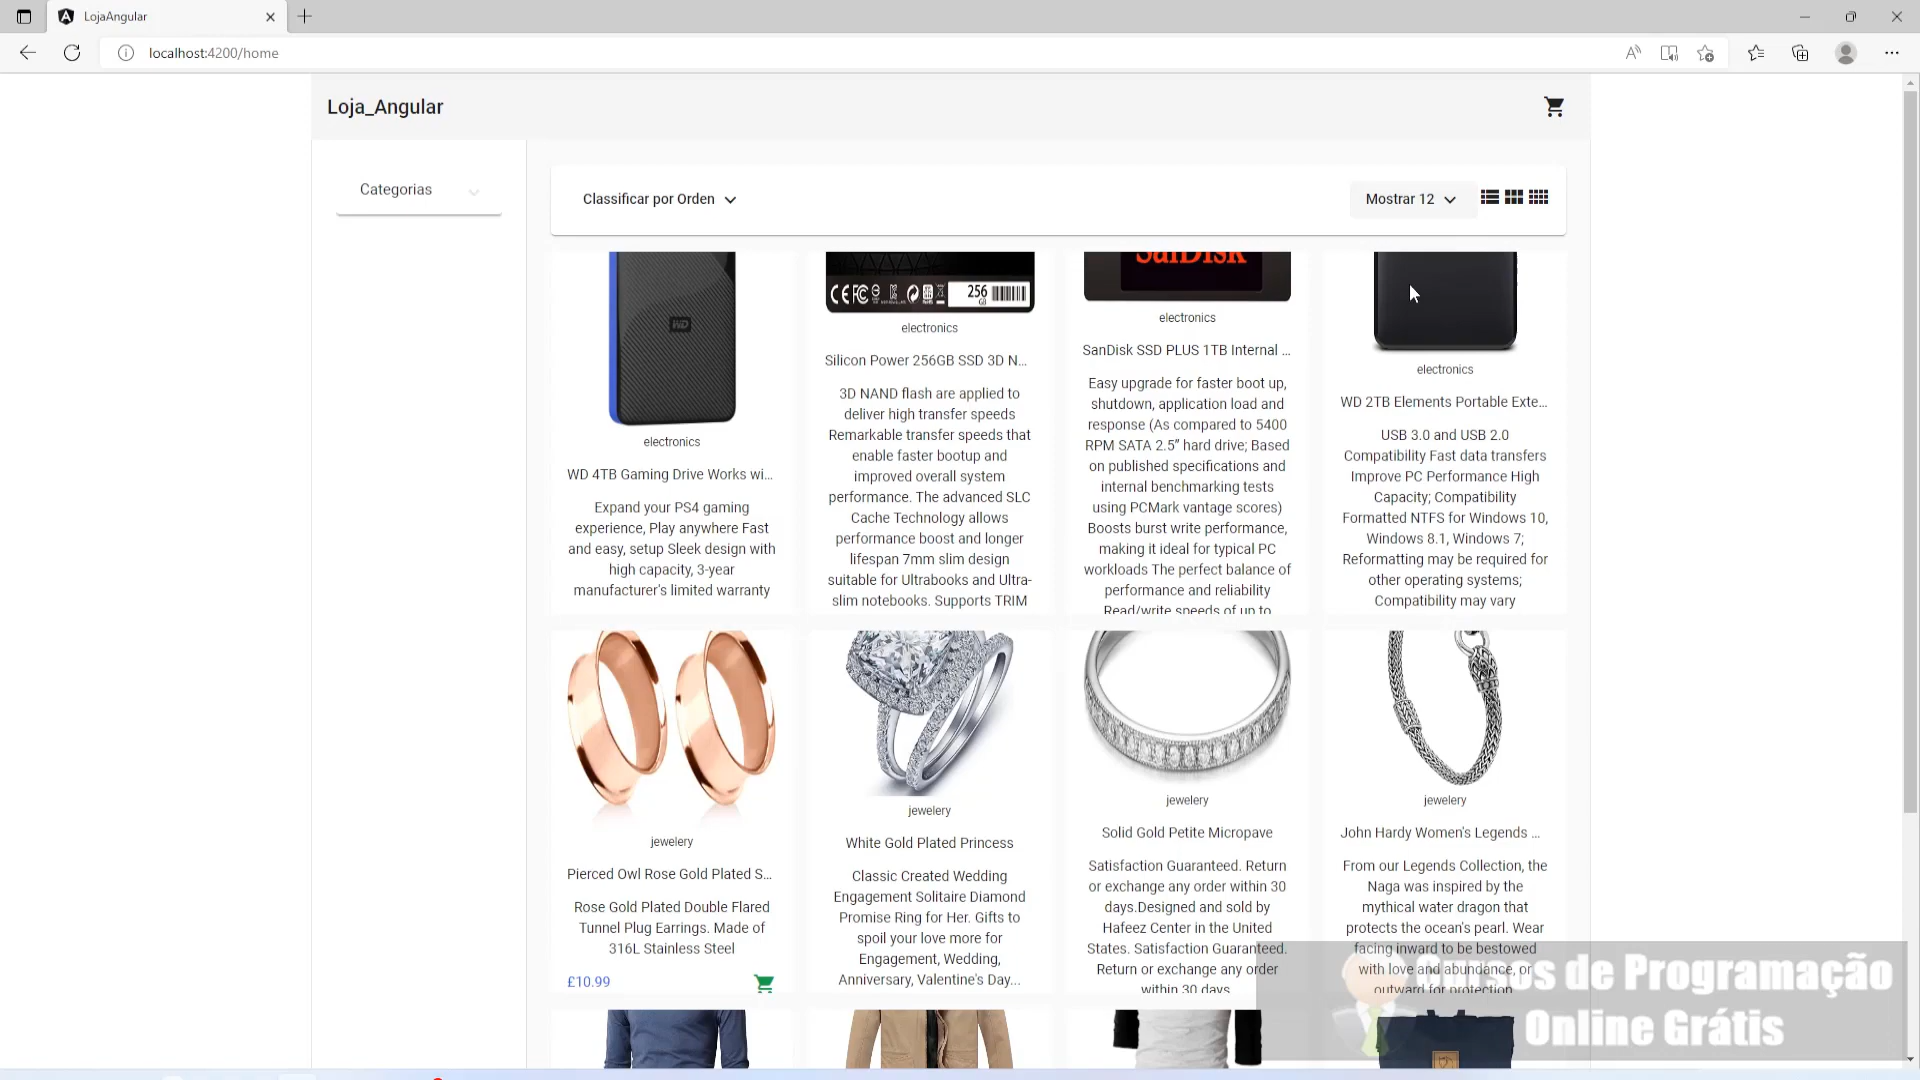 LojaAngular
localhost:4200/home
Loja_Angular
Categorias
Classificar por Orden
Mostrar 12
WD
electronics
WD 4TB Gaming Drive Works wi...
Expand your PS4 gaming
experience, Play anywhere Fast
and easy, setup Sleek design with
high capacity, 3-year
manufacturer's limited warranty
256
GB
electronics
Silicon Power 256GB SSD 3D N...
3D NAND flash are applied to
deliver high transfer speeds
Remarkable transfer speeds that
enable faster bootup and
improved overall system
performance. The advanced SLC
Cache Technology allows
performance boost and longer
lifespan 7mm slim design
suitable for Ultrabooks and Ultra-
slim notebooks. Supports TRIM
SanDisk
electronics
SanDisk SSD PLUS 1TB Internal ...
Easy upgrade for faster boot up,
shutdown, application load and
response (As compared to 5400
RPM SATA 2.5” hard drive; Based
on published specifications and
internal benchmarking tests
using PCMark vantage scores)
Boosts burst write performance,
making it ideal for typical PC
workloads The perfect balance of
performance and reliability
Read/write speeds of up to
electronics
WD 2TB Elements Portable Exte...
USB 3.0 and USB 2.0
Compatibility Fast data transfers
Improve PC Performance High
Capacity; Compatibility
Formatted NTFS for Windows 10,
Windows 8.1, Windows 7;
Reformatting may be required for
other operating systems;
Compatibility may vary
jewelery
Pierced Owl Rose Gold Plated S...
Rose Gold Plated Double Flared
Tunnel Plug Earrings. Made of
316L Stainless Steel
£10.99
jewelery
White Gold Plated Princess
Classic Created Wedding
Engagement Solitaire Diamond
Promise Ring for Her. Gifts to
spoil your love more for
Engagement, Wedding,
Anniversary, Valentine's Day...
jewelery
Solid Gold Petite Micropave
Satisfaction Guaranteed. Return
or exchange any order within 30
days.Designed and sold by
Hafeez Center in the United
States. Satisfaction Guaranteed.
Return or exchange any order
within 30 days.
jewelery
John Hardy Women's Legends ...
From our Legends Collection, the
Naga was inspired by the
mythical water dragon that
protects the ocean's pearl. Wear
facing inward to be bestowed
with love and abundance, or
outward for protection
Cursos de Programação
Online Grátis